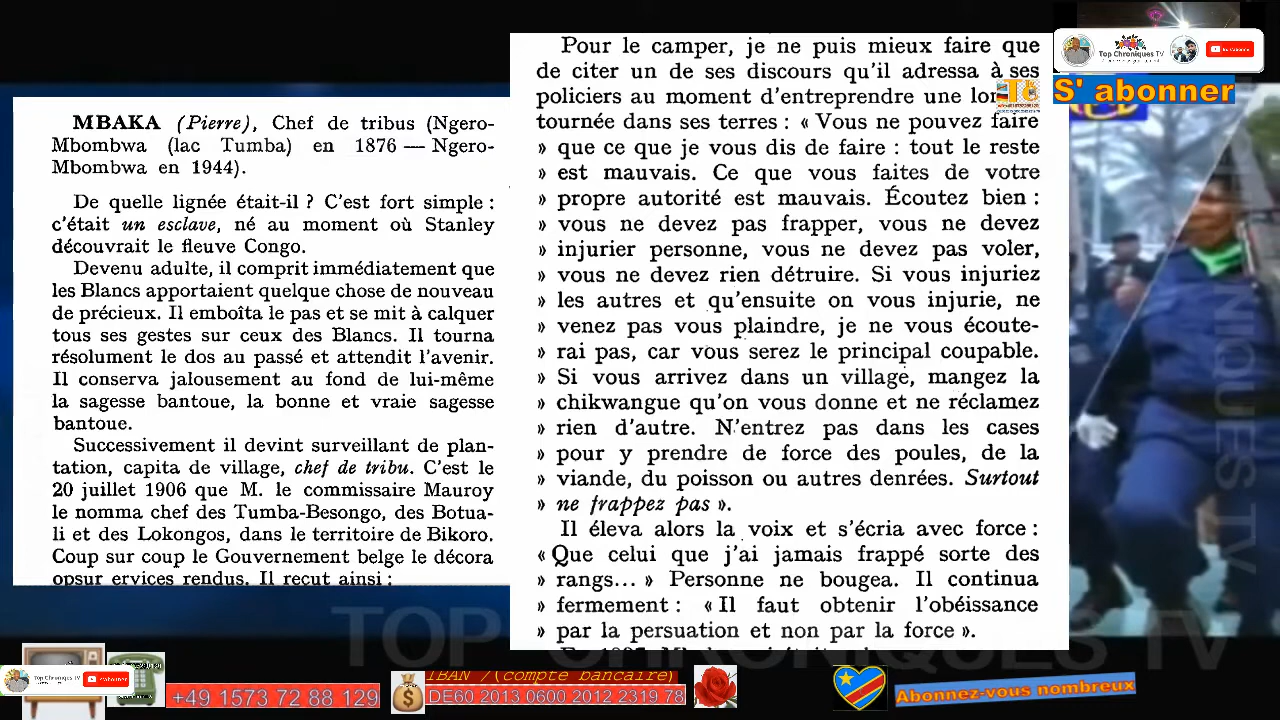 MBAKA (Pierre), Chef de tribus (Ngero-
Mbombwa (lac Tumba) en 1876 — Ngero-
Mbombwa en 1944).
De quelle lignée était-il ? C'est fort simple :
c'était un esclave, né au moment où Stanley
découvrait le fleuve Congo.
Devenu adulte, il comprit immédiatement que
les Blancs apportaient quelque chose de nouveau
de précieux. Il emboîta le pas et se mit à calquer
tous ses gestes sur ceux des Blancs. Il tourna
résolument le dos au passé et attendit l'avenir.
Il conserva jalousement au fond de lui-même
la sagesse bantoue, la bonne et vraie sagesse
bantoue.
Successivement il devint surveillant de plan-
tation, capita de village, chef de tribu. C'est le
20 juillet 1906 que M. le commissaire Mauroy
le nomma chef des Tumba-Besongo, des Botua-
li et des Lokongos, dans le territoire de Bikoro.
Coup sur coup le Gouvernement belge le décora
opsur ervices rendus. Il reçut ainsi :
Pour le camper, je ne puis mieux faire que
de citer un de ses discours qu'il adressa à ses
policiers au moment d'entreprendre une
tournée dans ses terres : « Vous ne pouvez faire
» que ce que je vous dis de faire : tout le reste
» est mauvais. Ce que vous faites de votre
» propre autorité est mauvais. Écoutez bien :
» vous ne devez pas frapper, vous ne devez
» injurier personne, vous ne devez pas voler,
» vous ne devez rien détruire. Si vous injuriez
» les autres et qu'ensuite on vous injurie, ne
» venez pas vous plaindre, je ne vous écoute-
» rai pas, car vous serez le principal coupable.
» Si vous arrivez dans un village, mangez la
» chikwangue qu'on vous donne et ne réclamez
» rien d'autre. N'entrez pas dans les cases
» pour y prendre de force des poules, de la
» viande, du poisson ou autres denrées. Surtout
» ne frappez pas ».
Il éleva alors la voix et s'écria avec force :
« Que celui que j'ai jamais frappé sorte des
» rangs... » Personne ne bougea. Il continua
» fermement : « Il faut obtenir l'obéissance
» par la persuation et non par la force ».
Top Chroniques TV
S' abonner
TOP CHRONIQUES TV
Top Chroniques TV
s'abonner
+49 1573 72 88 129
IBAN /(compte bancaire)
DE60 2013 0600 2012 2319 78
Abonnez-vous nombreux